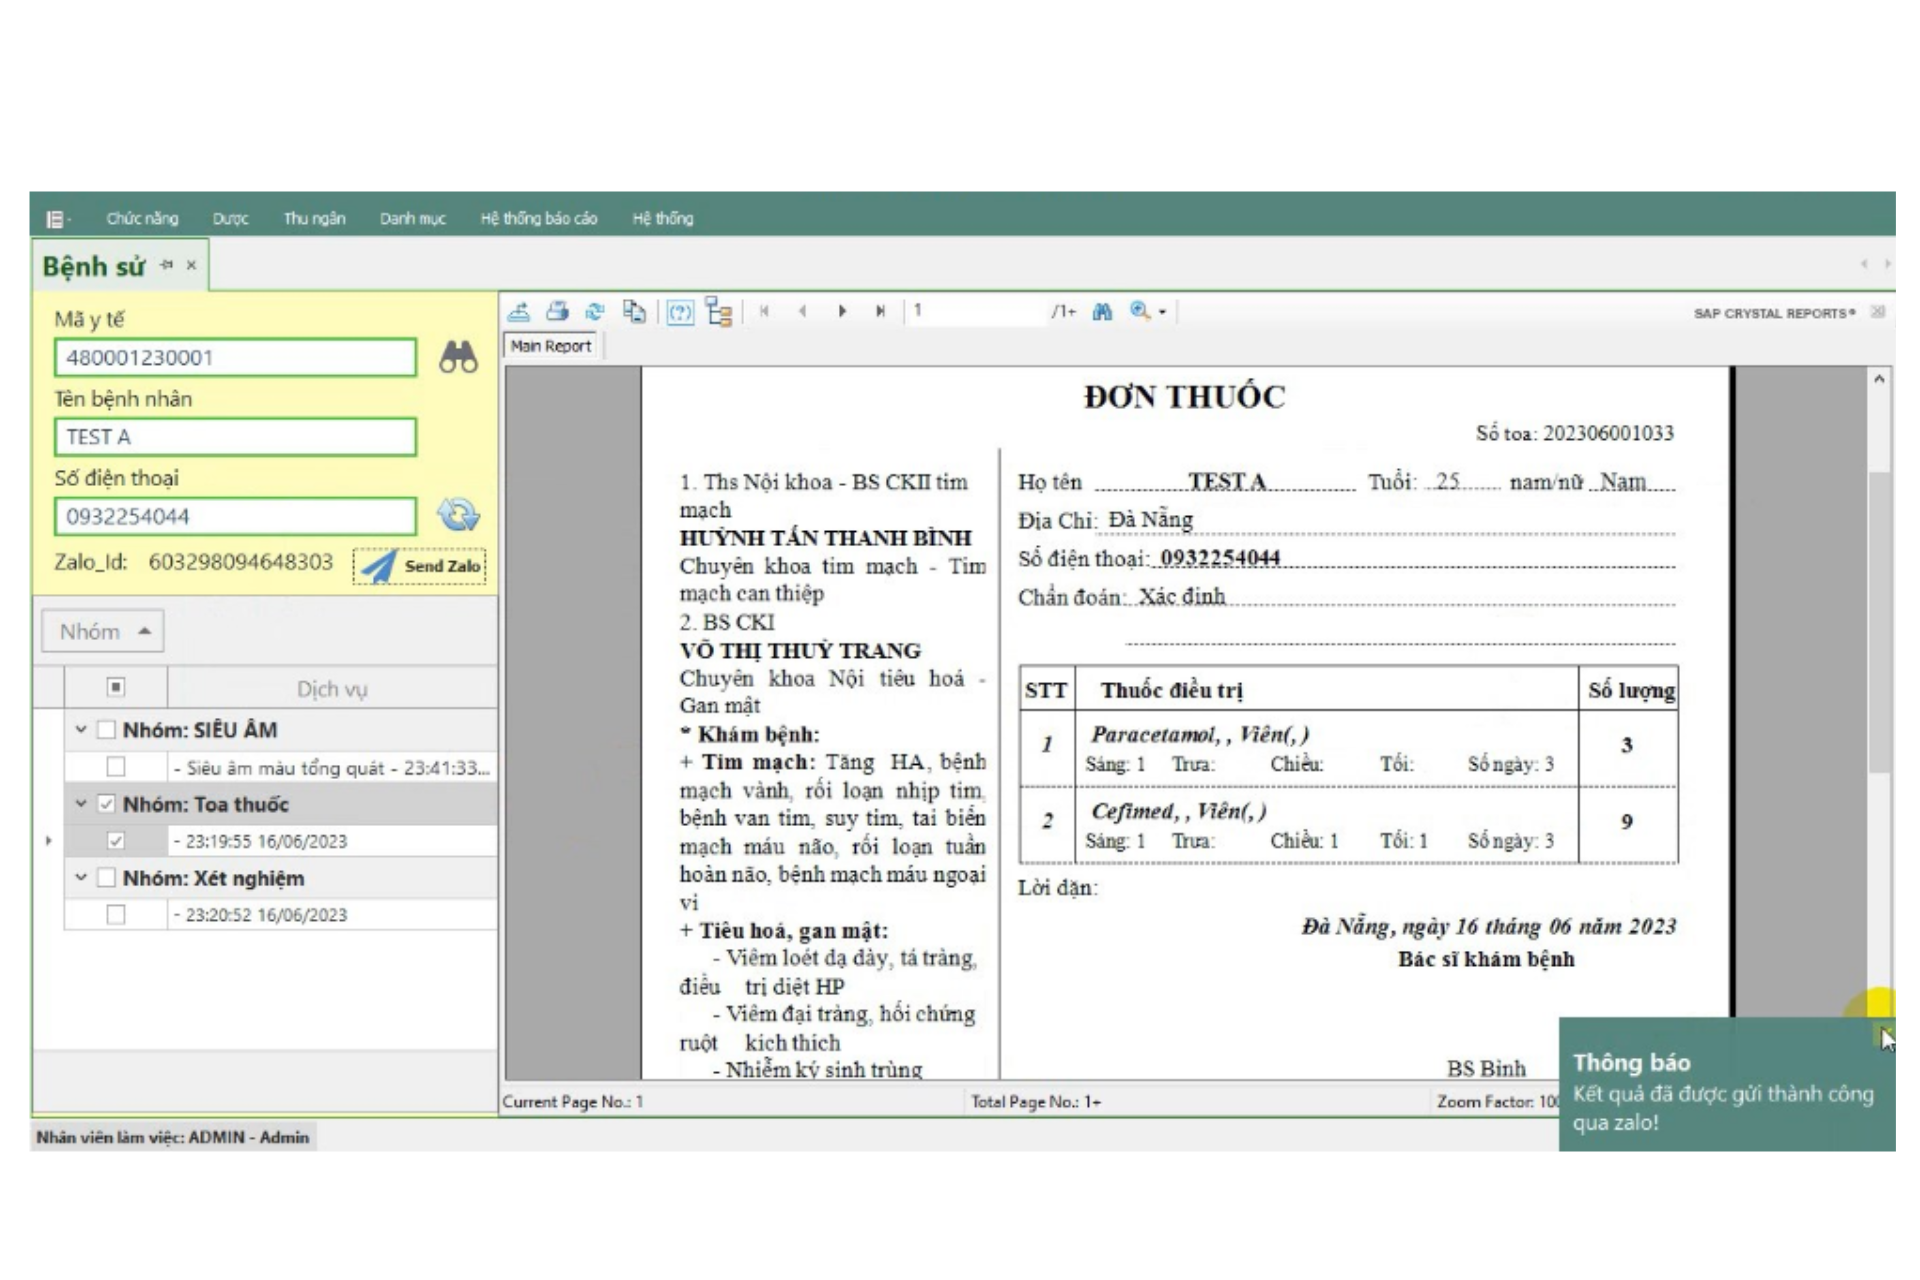 Chức năng Dược Thu ngân Danh mục Hệ thống báo cáo Hệ thống
Bệnh sử
Mã y tế
480001230001
Tên bệnh nhân
TEST A
Số điện thoại
0932254044
Zalo_Id: 603298094648303 Send Zalo
Nhóm
Dịch vụ
Nhóm: SIÊU ÂM
- Siêu âm màu tổng quát - 23:41:33...
Nhóm: Toa thuốc
- 23:19:55 16/06/2023
Nhóm: Xét nghiệm
- 23:20:52 16/06/2023
1 /1+ SAP CRYSTAL REPORTS®
Main Report
ĐƠN THUỐC
Số toa: 202306001033
1. Ths Nội khoa - BS CKII tim
mạch
HUỲNH TẤN THANH BÌNH
Chuyên khoa tim mạch - Tim
mạch can thiệp
2. BS CKI
VÕ THỊ THUỲ TRANG
Chuyên khoa Nội tiêu hoá -
Gan mật
* Khám bệnh:
+ Tim mạch: Tăng HA, bệnh
mạch vành, rối loạn nhịp tim,
bệnh van tim, suy tim, tai biến
mạch máu não, rối loạn tuần
hoàn não, bệnh mạch máu ngoại
vi
+ Tiêu hoá, gan mật:
- Viêm loét dạ dày, tá tràng,
điều trị diệt HP
- Viêm đại tràng, hối chứng
ruột kích thích
- Nhiễm ký sinh trùng
Họ tên TEST A Tuổi: 25 nam/nữ Nam
Địa Chỉ: Đà Nẵng
Số điện thoại: 0932254044
Chẩn đoán: Xác định
STT Thuốc điều trị Số lượng
1 Paracetamol, , Viên(, ) 3
Sáng: 1 Trưa: Chiều: Tối: Số ngày: 3
2 Cefimed, , Viên(, ) 9
Sáng: 1 Trưa: Chiều: 1 Tối: 1 Số ngày: 3
Lời dặn:
Đà Nẵng, ngày 16 tháng 06 năm 2023
Bác sĩ khám bệnh
BS Bình
Current Page No.: 1 Total Page No.: 1+ Zoom Factor: 100
Thông báo
Kết quả đã được gửi thành công
qua zalo!
Nhân viên làm việc: ADMIN - Admin